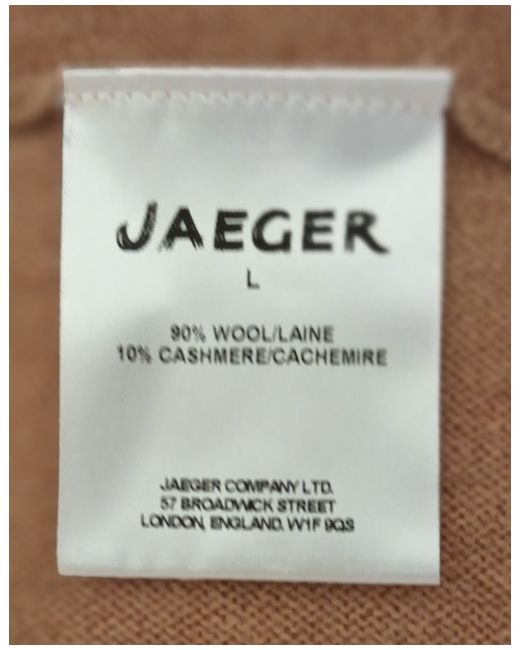 JAEGER
L
90% WOOL/LAINE
10% CASHMERE/CACHEMIRE
JAEGER COMPANY LTD.
57 BROADWICK STREET
LONDON, ENGLAND. W1F 9QS